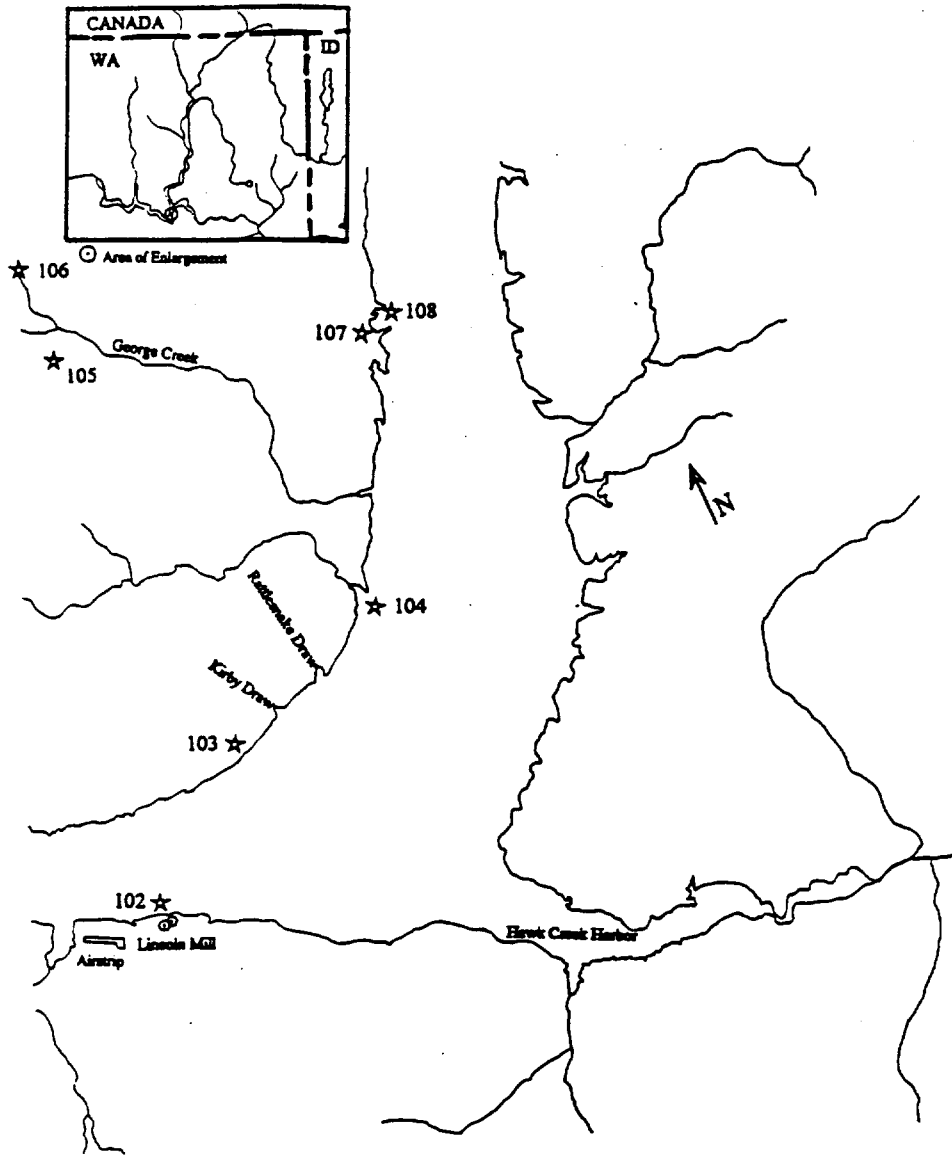 CANADA
WA
ID
Area of Enlargement
106
108
107
George Creek
105
N
Rattlesnake Draw
104
Kirby Draw
103
102
Lincoln Mill
Airstrip
Hawk Creek Harbor